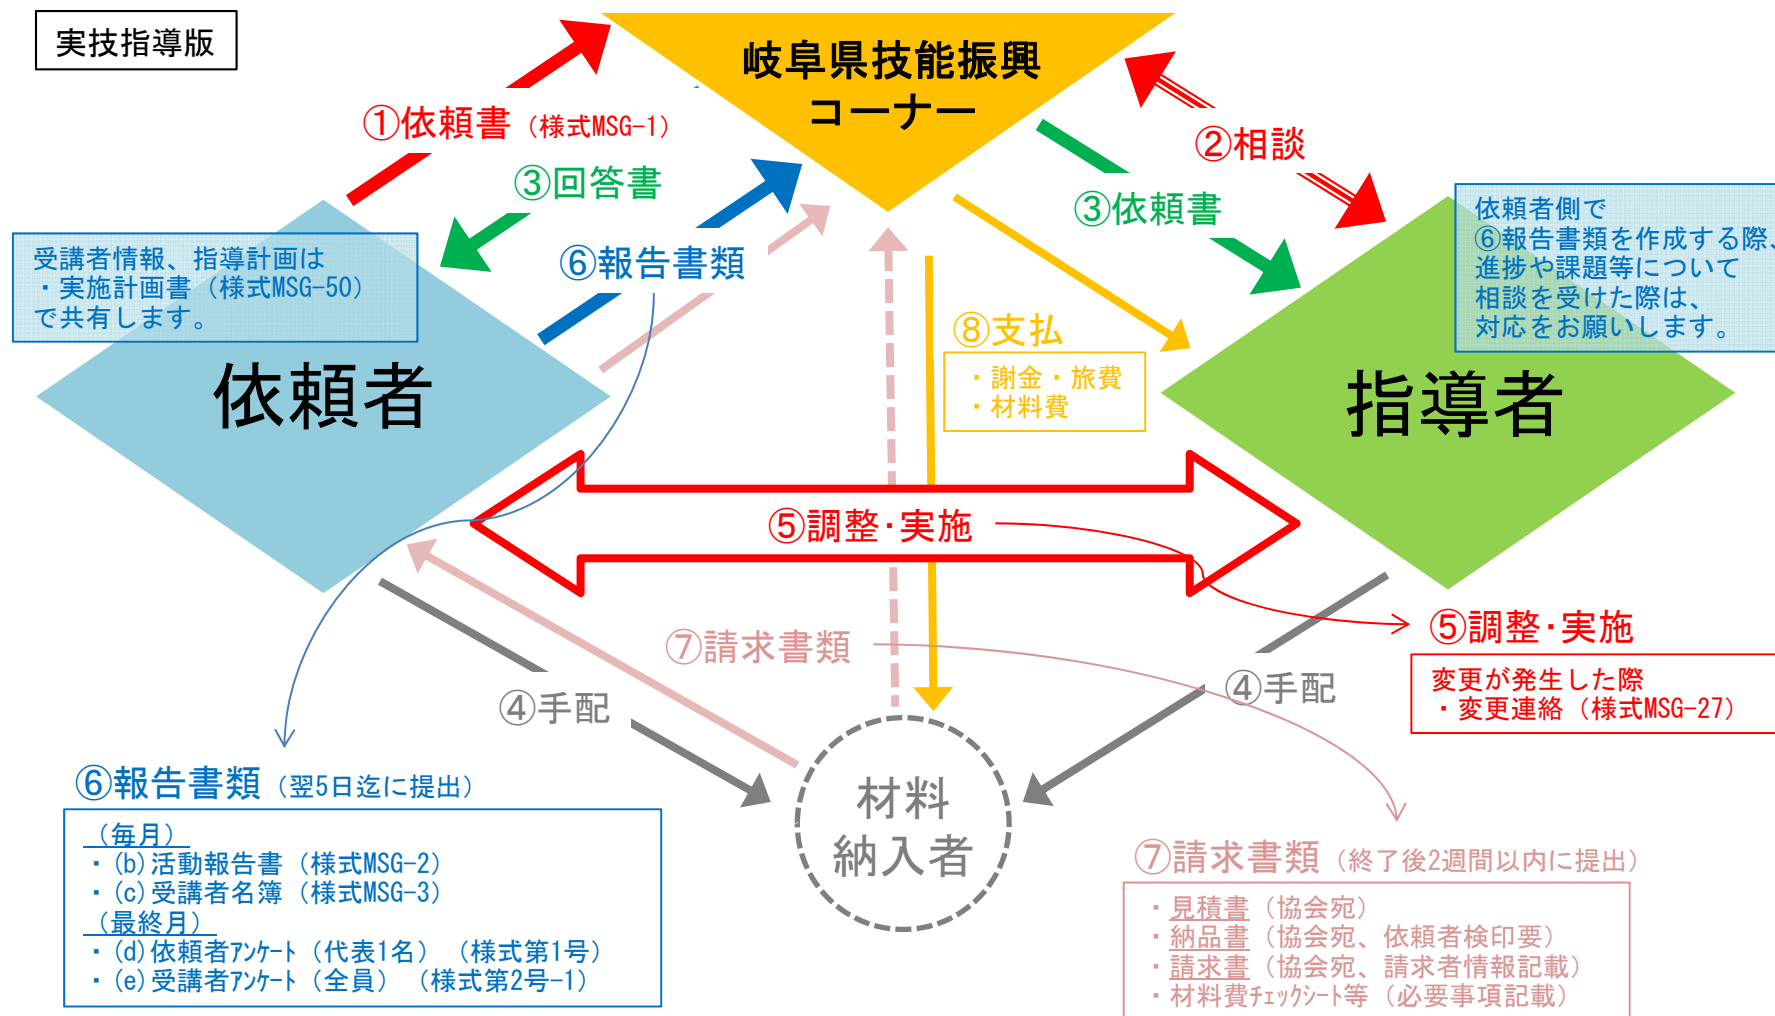 実技指導版
岐阜県技能振興
コーナー
①依頼書（様式MSG-1）
②相談
③回答書
③依頼書
⑥報告書類
受講者情報、指導計画は
・実施計画書（様式MSG-50）
で共有します。
依頼者側で
⑥報告書類を作成する際、
進捗や課題等について
相談を受けた際は、
対応をお願いします。
⑧支払
・謝金・旅費
・材料費
依頼者
指導者
⑤調整･実施
⑦請求書類
⑤調整･実施
変更が発生した際
・変更連絡（様式MSG-27）
④手配
④手配
材料
納入者
⑥報告書類（翌5日迄に提出）
（毎月）
・(b)活動報告書（様式MSG-2）
・(c)受講者名簿（様式MSG-3）
（最終月）
・(d)依頼者ｱﾝｹｰﾄ（代表1名）（様式第1号）
・(e)受講者ｱﾝｹｰﾄ（全員）（様式第2号-1）
⑦請求書類（終了後2週間以内に提出）
・見積書（協会宛）
・納品書（協会宛、依頼者検印要）
・請求書（協会宛、請求者情報記載）
・材料費ﾁｪｯｸｼｰﾄ等（必要事項記載）